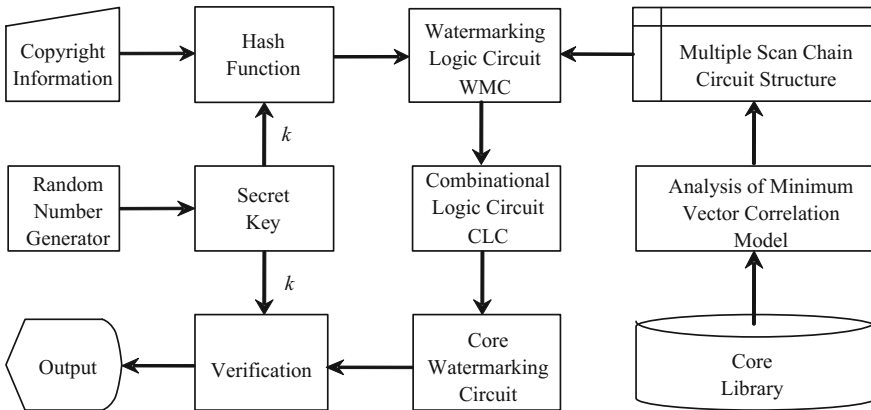 Copyright
Information
Hash
Function
Watermarking
Logic Circuit
WMC
Multiple Scan Chain
Circuit Structure
k
Random
Number
Generator
Secret
Key
Combinational
Logic Circuit
CLC
Analysis of Minimum
Vector Correlation
Model
k
Output
Verification
Core
Watermarking
Circuit
Core
Library